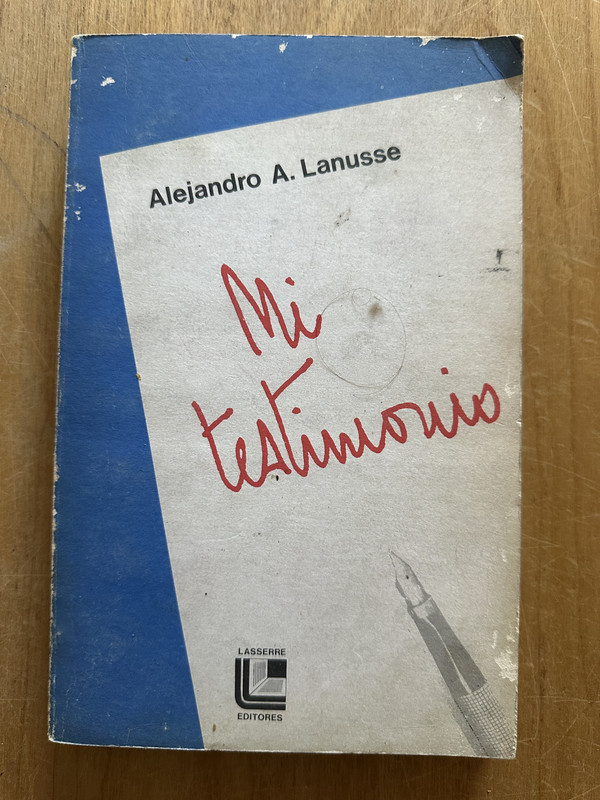 Alejandro A. Lanusse
Mi
testimonio
LASSERRE
EDITORES